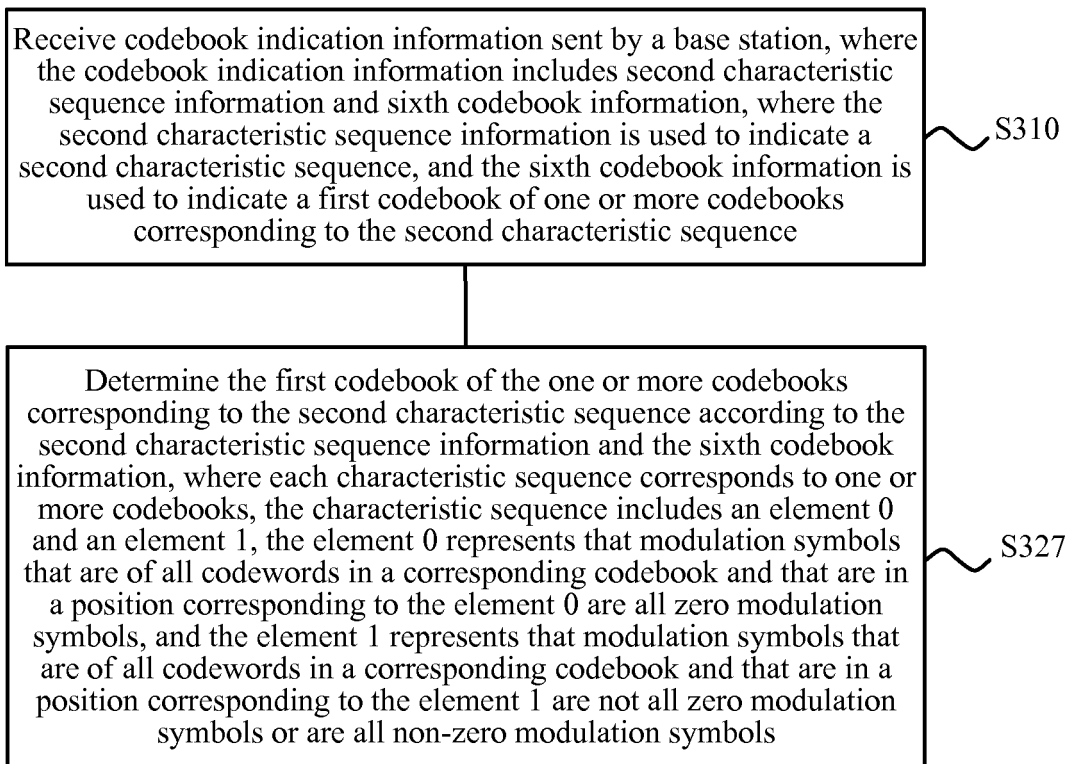 Receive codebook indication information sent by a base station, where
the codebook indication information includes second characteristic
sequence information and sixth codebook information, where the
second characteristic sequence information is used to indicate a
second characteristic sequence, and the sixth codebook information is
used to indicate a first codebook of one or more codebooks
corresponding to the second characteristic sequence
S310
Determine the first codebook of the one or more codebooks
corresponding to the second characteristic sequence according to the
second characteristic sequence information and the sixth codebook
information, where each characteristic sequence corresponds to one or
more codebooks, the characteristic sequence includes an element 0
and an element 1, the element 0 represents that modulation symbols
that are of all codewords in a corresponding codebook and that are in
a position corresponding to the element 0 are all zero modulation
symbols, and the element 1 represents that modulation symbols that
are of all codewords in a corresponding codebook and that are in a
position corresponding to the element 1 are not all zero modulation
symbols or are all non-zero modulation symbols
S327